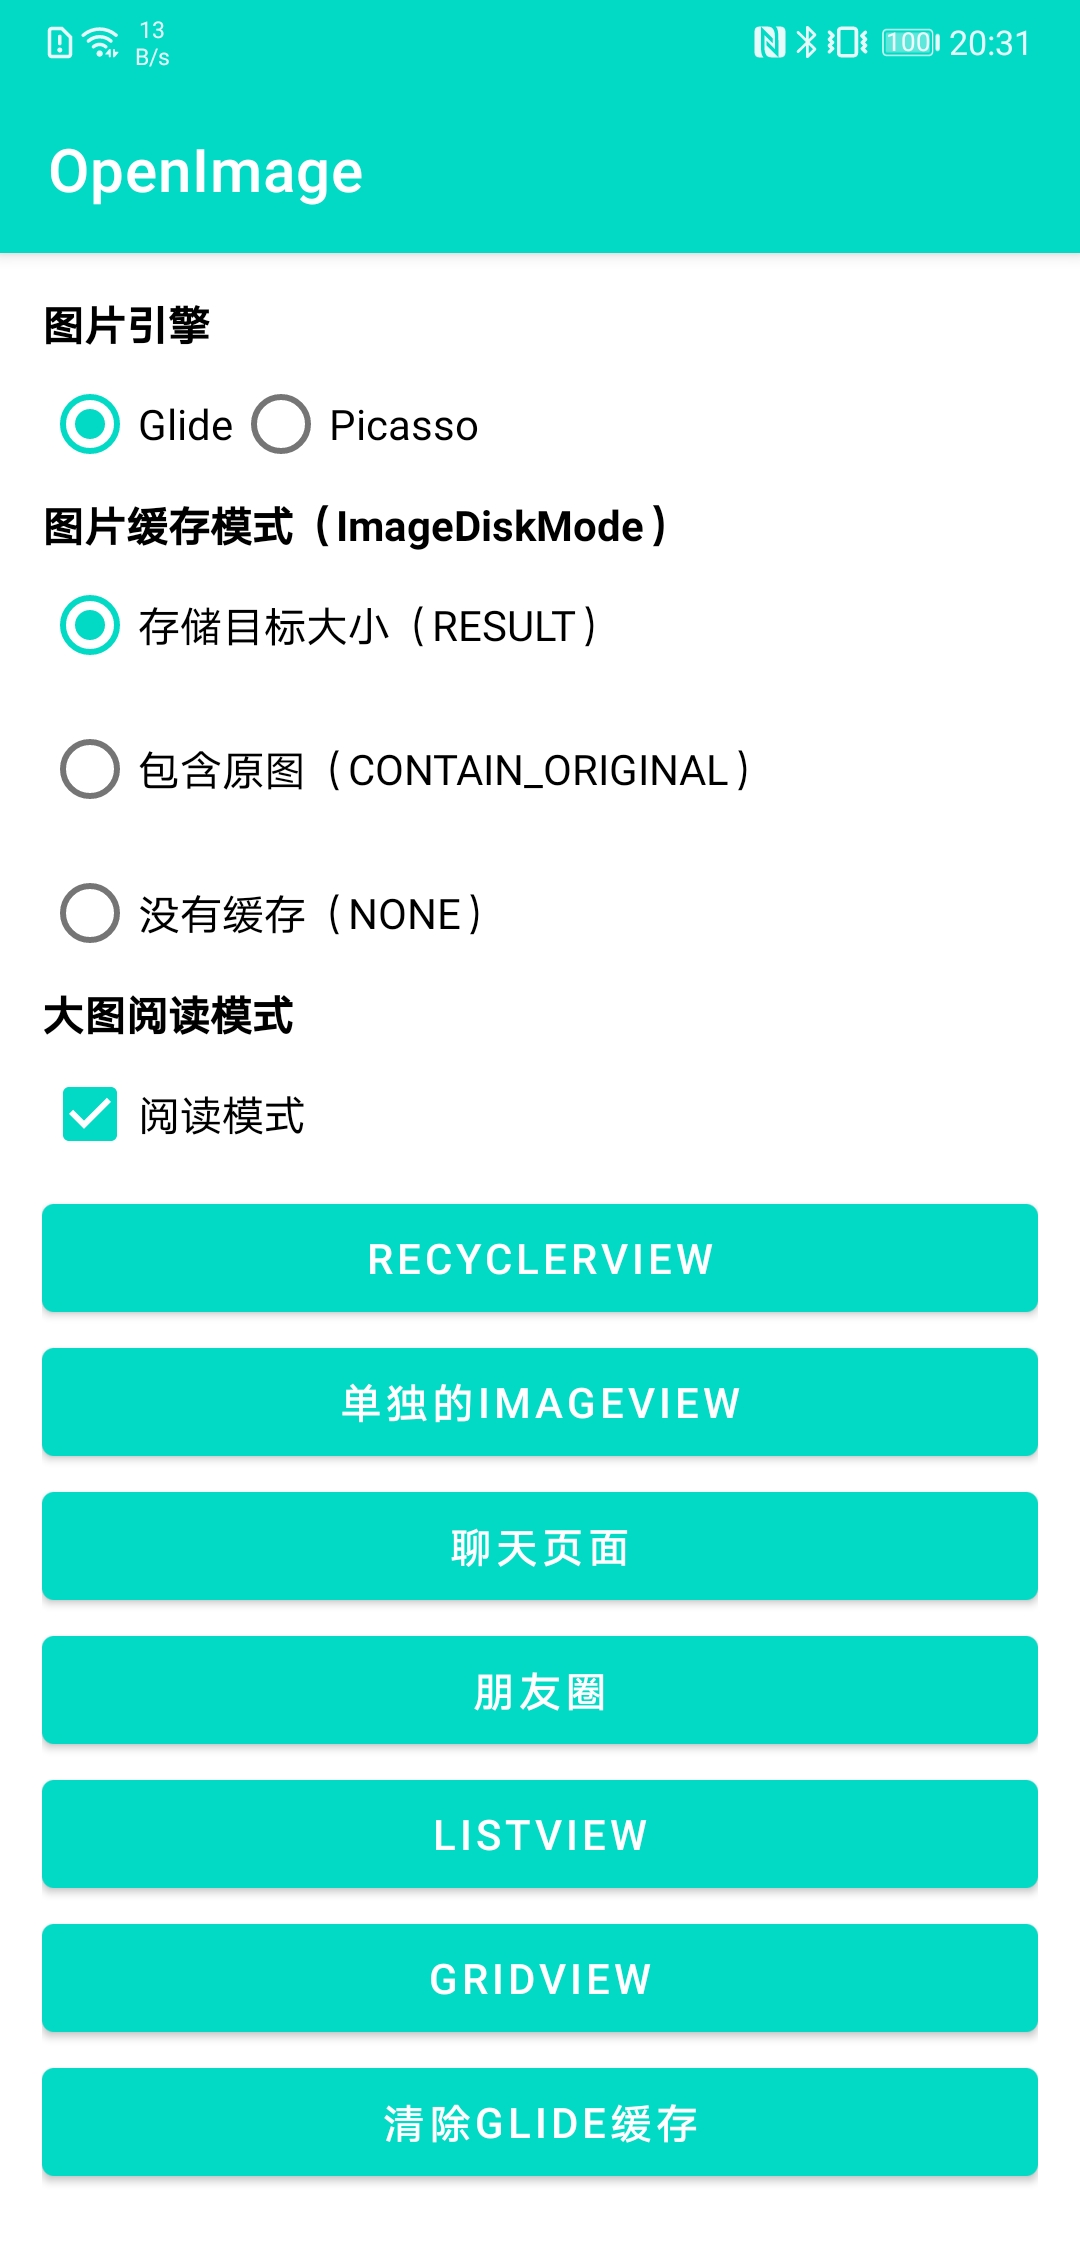 13
B/s
100 20:31
OpenImage
图片引擎
Glide Picasso
图片缓存模式（ImageDiskMode）
存储目标大小（RESULT）
包含原图（CONTAIN_ORIGINAL）
没有缓存（NONE）
大图阅读模式
阅读模式
RECYCLERVIEW
单独的IMAGEVIEW
聊天页面
朋友圈
LISTVIEW
GRIDVIEW
清除GLIDE缓存